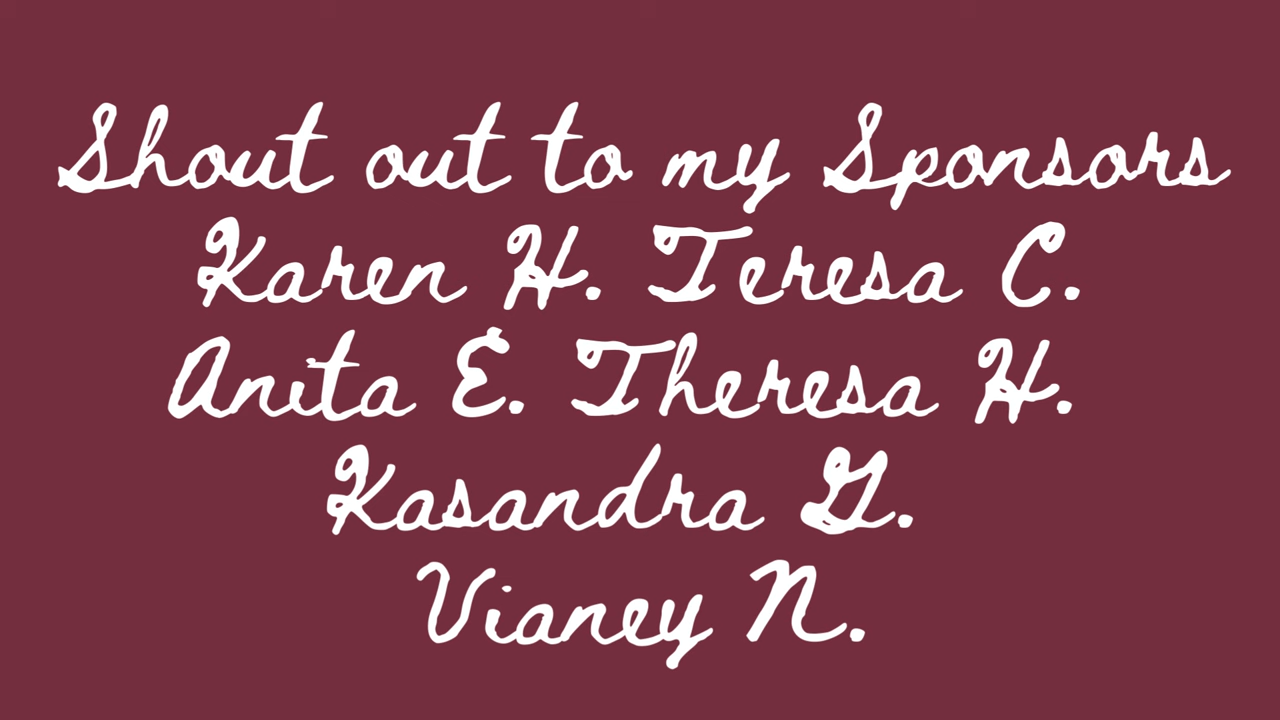 Shout out to my Sponsors
Karen H. Teresa C.
Anita E. Theresa H.
Kasandra G.
Vianey N.